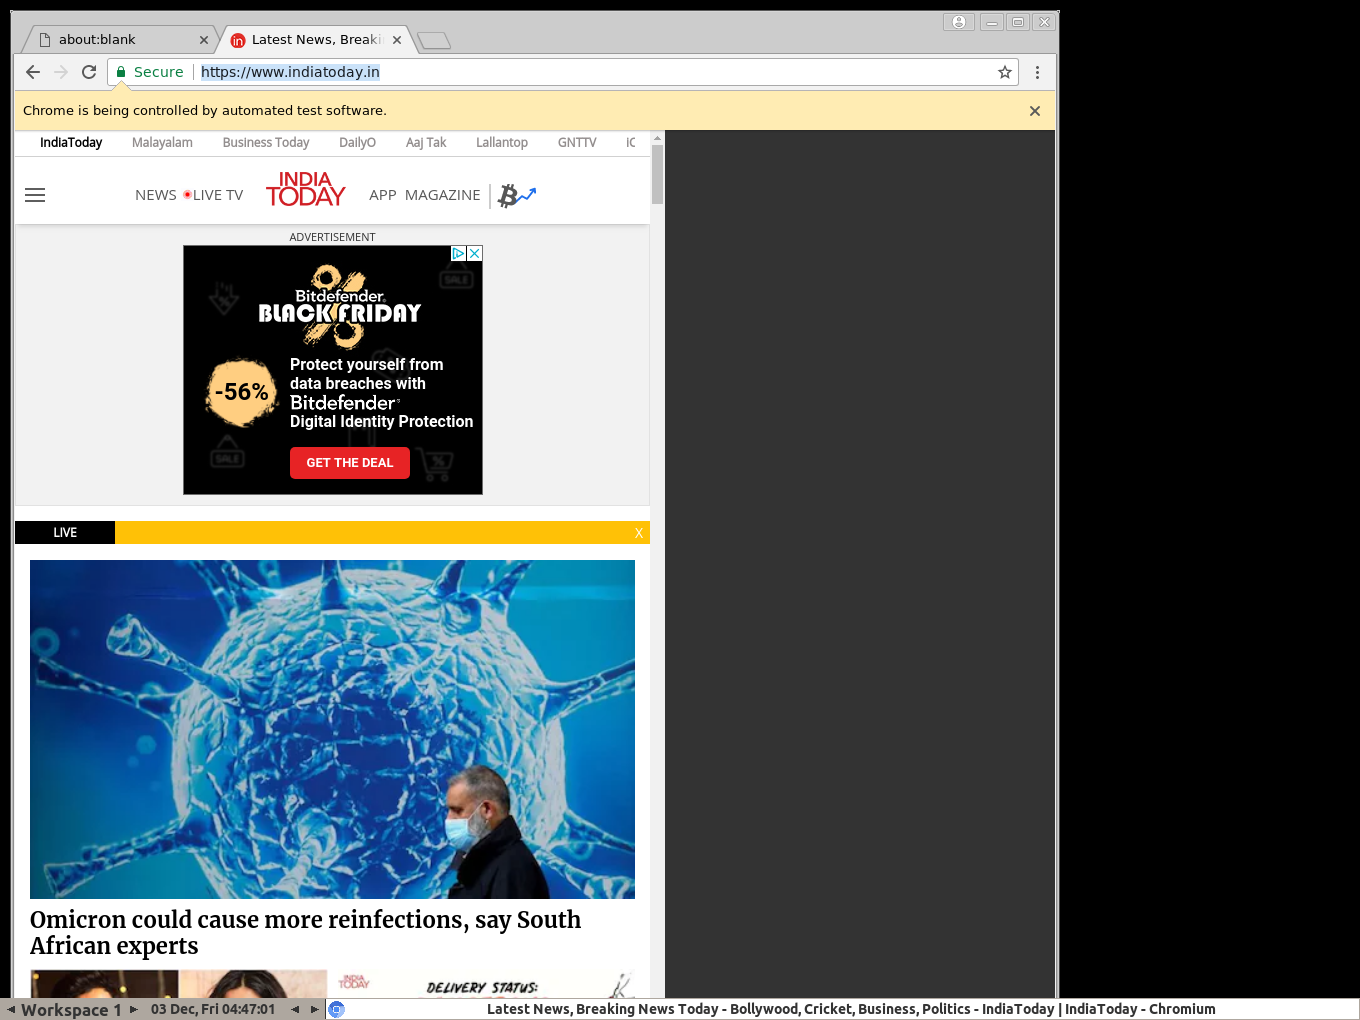 about:blank
Latest News, Breaki
Secure
https://www.indiatoday.in
Chrome is being controlled by automated test software.
IndiaToday Malayalam Business Today DailyO Aaj Tak Lallantop GNTTV
NEWS LIVE TV INDIA TODAY APP MAGAZINE
ADVERTISEMENT
SALE
Bitdefender
BLACK FRIDAY
Protect yourself from
data breaches with
-56%
Bitdefender
Digital Identity Protection
SALE
GET THE DEAL
LIVE X
Omicron could cause more reinfections, say South
African experts
INDIA
TODAY
DELIVERY STATUS:
Workspace 1 03 Dec, Fri 04:47:01 Latest News, Breaking News Today - Bollywood, Cricket, Business, Politics - IndiaToday | IndiaToday - Chromium